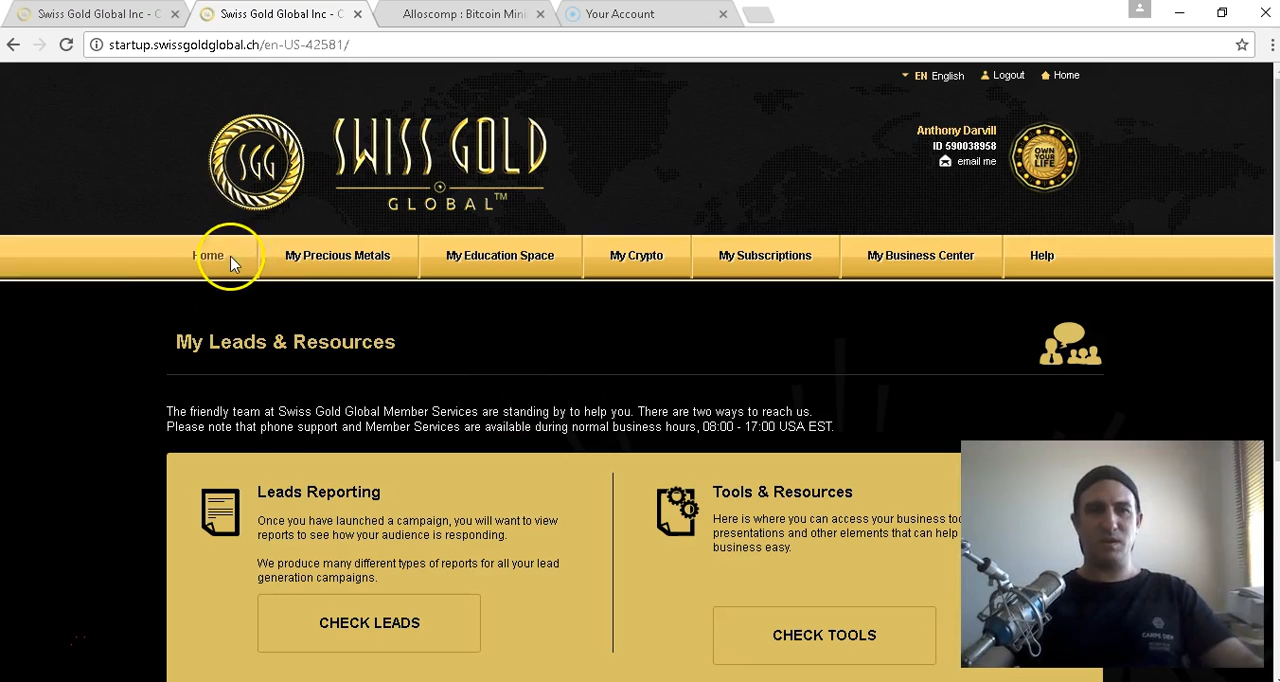 Swiss Gold Global Inc - C
Swiss Gold Global Inc - C
Alloscomp : Bitcoin Mini
Your Account
startup.swissgoldglobal.ch/en-US-42581/
EN English
Logout
Home
SGG
SWISS GOLD
GLOBAL™
Anthony Darvill
ID 590038958
email me
OWN
YOUR
LIFE
Home
My Precious Metals
My Education Space
My Crypto
My Subscriptions
My Business Center
Help
My Leads & Resources
The friendly team at Swiss Gold Global Member Services are standing by to help you. There are two ways to reach us.
Please note that phone support and Member Services are available during normal business hours, 08:00 - 17:00 USA EST.
Leads Reporting
Once you have launched a campaign, you will want to view
reports to see how your audience is responding.
We produce many different types of reports for all your lead
generation campaigns.
CHECK LEADS
Tools & Resources
Here is where you can access your business too
presentations and other elements that can help
business easy.
CHECK TOOLS
CARPE DIEM